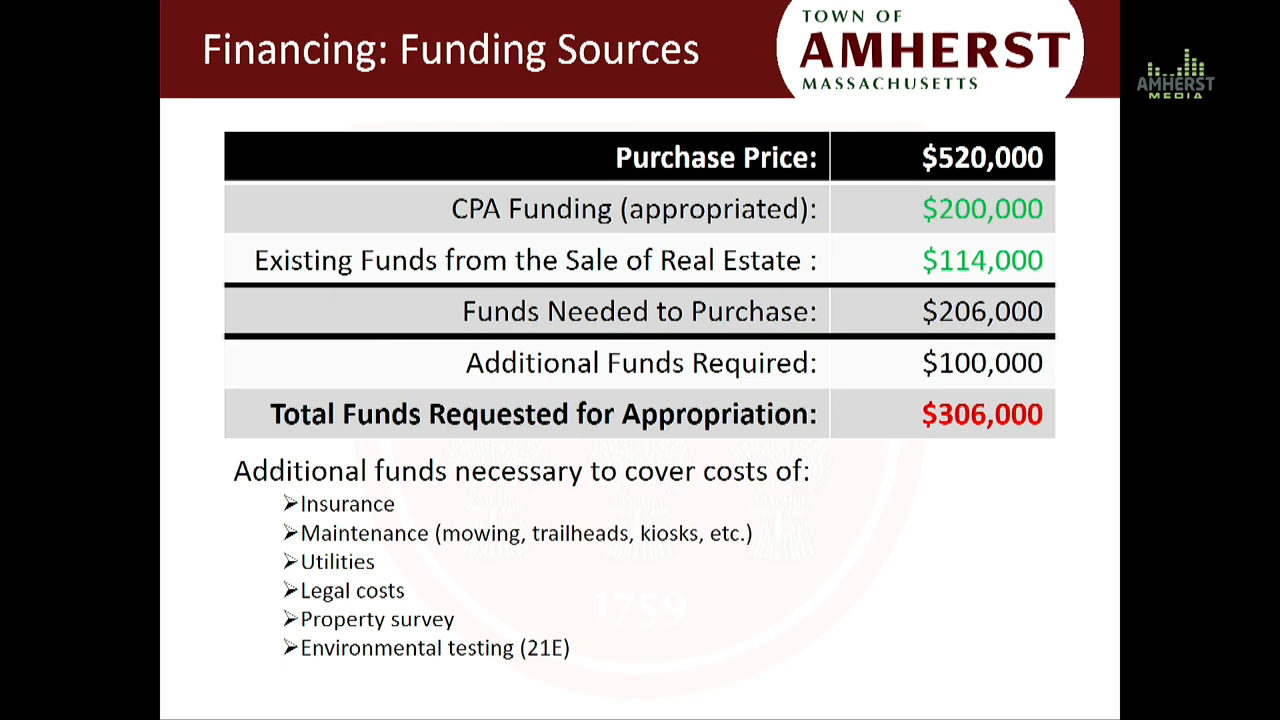 Financing: Funding Sources
TOWN OF
AMHERST
MASSACHUSETTS
AMHERST
MEDIA
Purchase Price: $520,000
CPA Funding (appropriated): $200,000
Existing Funds from the Sale of Real Estate : $114,000
Funds Needed to Purchase: $206,000
Additional Funds Required: $100,000
Total Funds Requested for Appropriation: $306,000
Additional funds necessary to cover costs of:
➢Insurance
➢Maintenance (mowing, trailheads, kiosks, etc.)
➢Utilities
➢Legal costs
➢Property survey
➢Environmental testing (21E)
1759